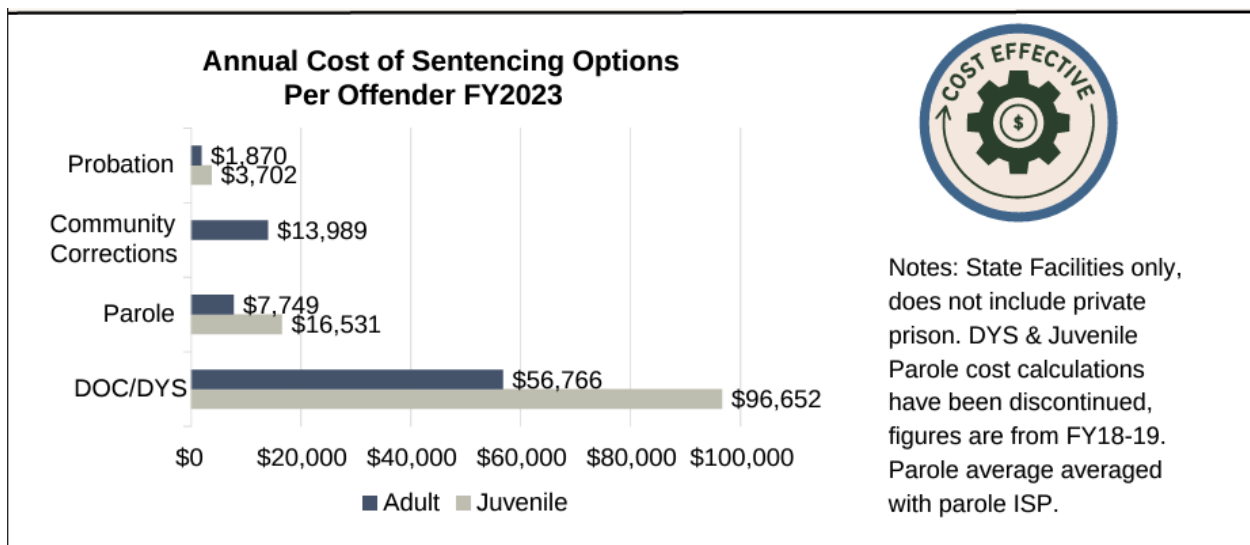 Annual Cost of Sentencing Options
Per Offender FY2023
Probation
$1,870
$3,702
Community
Corrections
$13,989
Parole
$7,749
$16,531
DOC/DYS
$56,766
$96,652
$0 $20,000 $40,000 $60,000 $80,000 $100,000
Adult Juvenile
COST EFFECTIVE
$
Notes: State Facilities only,
does not include private
prison. DYS & Juvenile
Parole cost calculations
have been discontinued,
figures are from FY18-19.
Parole average averaged
with parole ISP.